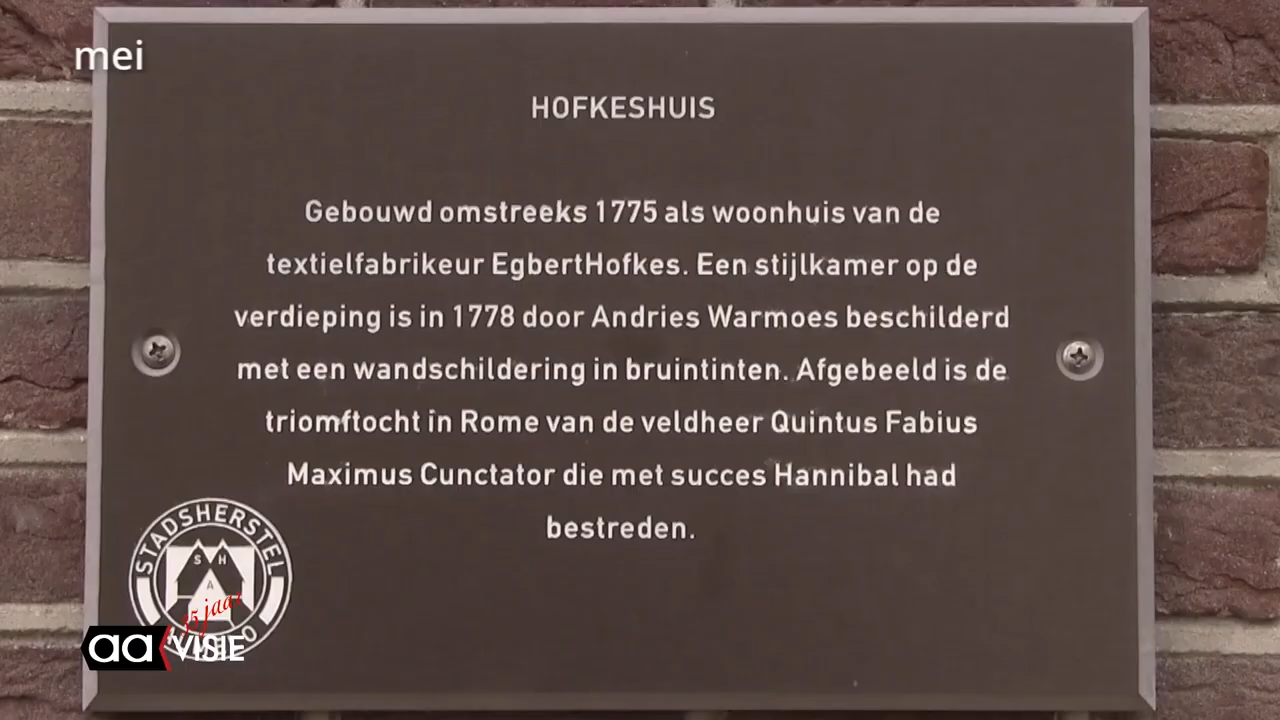 mei
HOFKESHUIS
Gebouwd omstreeks 1775 als woonhuis van de
textielfabrikeur EgbertHofkes. Een stijlkamer op de
verdieping is in 1778 door Andries Warmoes beschilderd
met een wandschildering in bruintinten. Afgebeeld is de
triomftocht in Rome van de veldheer Quintus Fabius
Maximus Cunctator die met succes Hannibal had
bestreden.
STADSHERSTEL
S H
A
jaar
aa VISIE